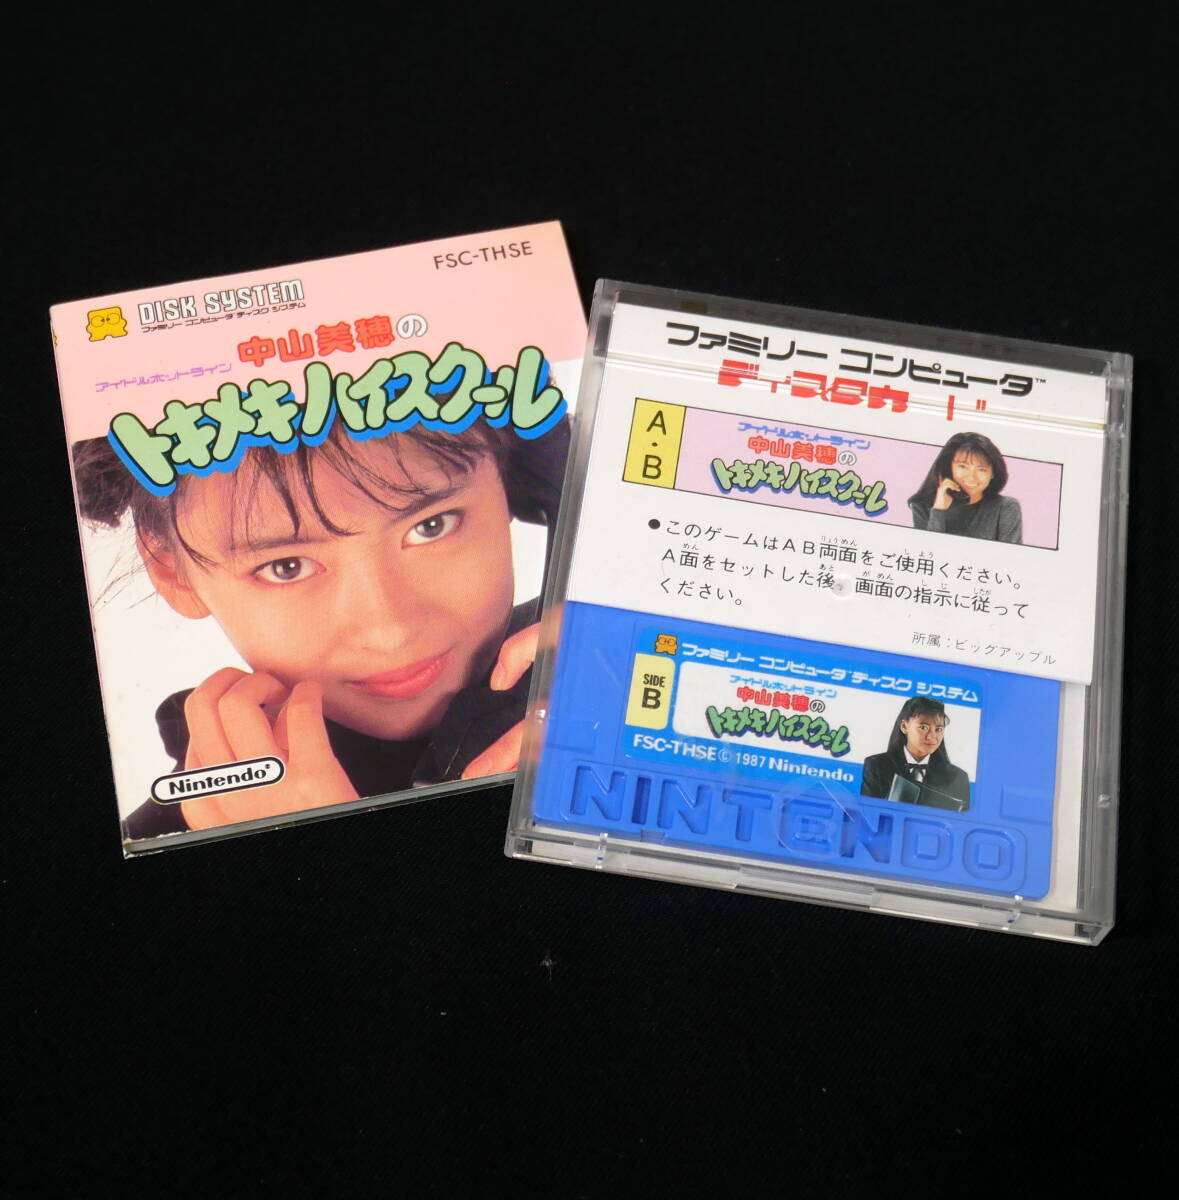 FSC-THSE
DISK SYSTEM
ファミリー コンピュータ ディスク システム
中山美穂の
アイドルホットライン
トキメキハイスクール
Nintendo®
ファミリー コンピュータ™
ディスクカード
A・B
アイドルホットライン
中山美穂の
トキメキハイスクール
●このゲームはAB両面をご使用ください。
A面をセットした後、画面の指示に従って
ください。
所属:ビッグアップル
ファミリー コンピュータ ディスク システム
SIDE
B
アイドルホットライン
中山美穂の
トキメキハイスクール
FSC-THSE © 1987 Nintendo
NINTENDO